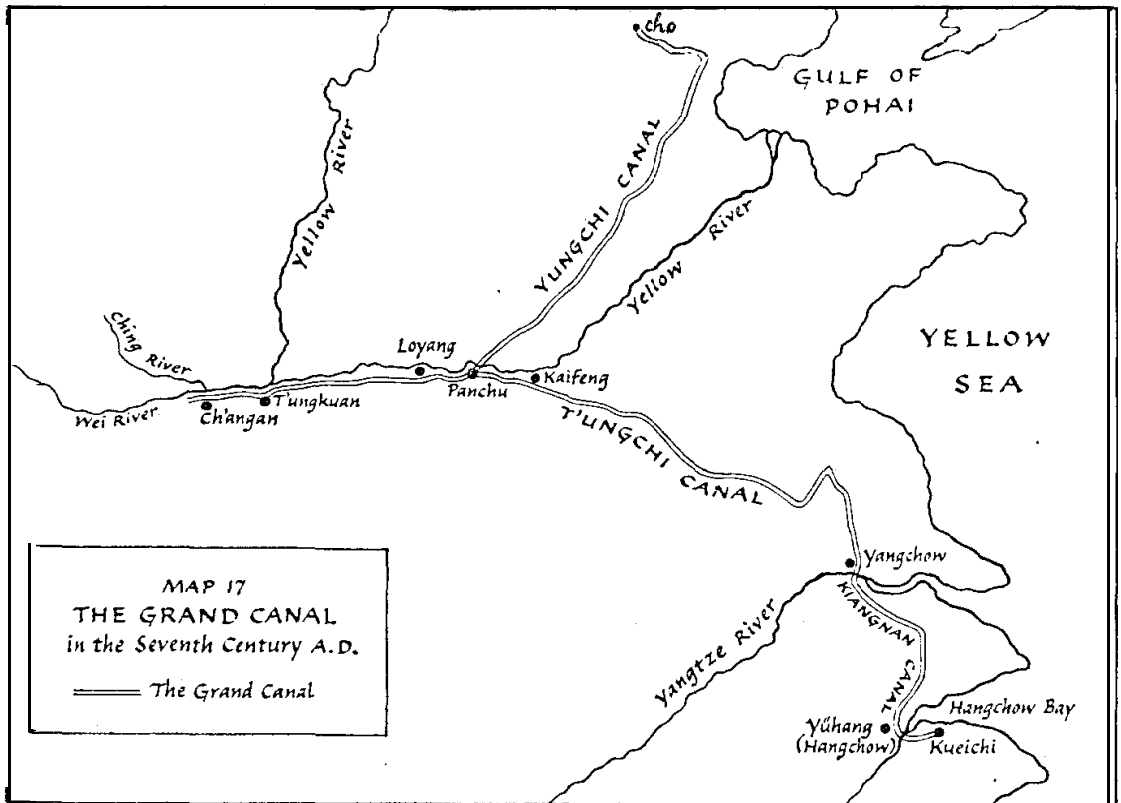 Cho
GULF OF
POHAI
YUNGCHI CANAL
Yellow River
Yellow River
Ching River
Loyang
YELLOW
SEA
Panchu
Kaifeng
Wei River
Ch'angan
T'ungkuan
T'UNGCHI CANAL
MAP 17
THE GRAND CANAL
in the Seventh Century A.D.
The Grand Canal
Yangchow
KIANGNAN CANAL
Yangtze River
Hangchow Bay
Yühang
(Hangchow)
Kueichi